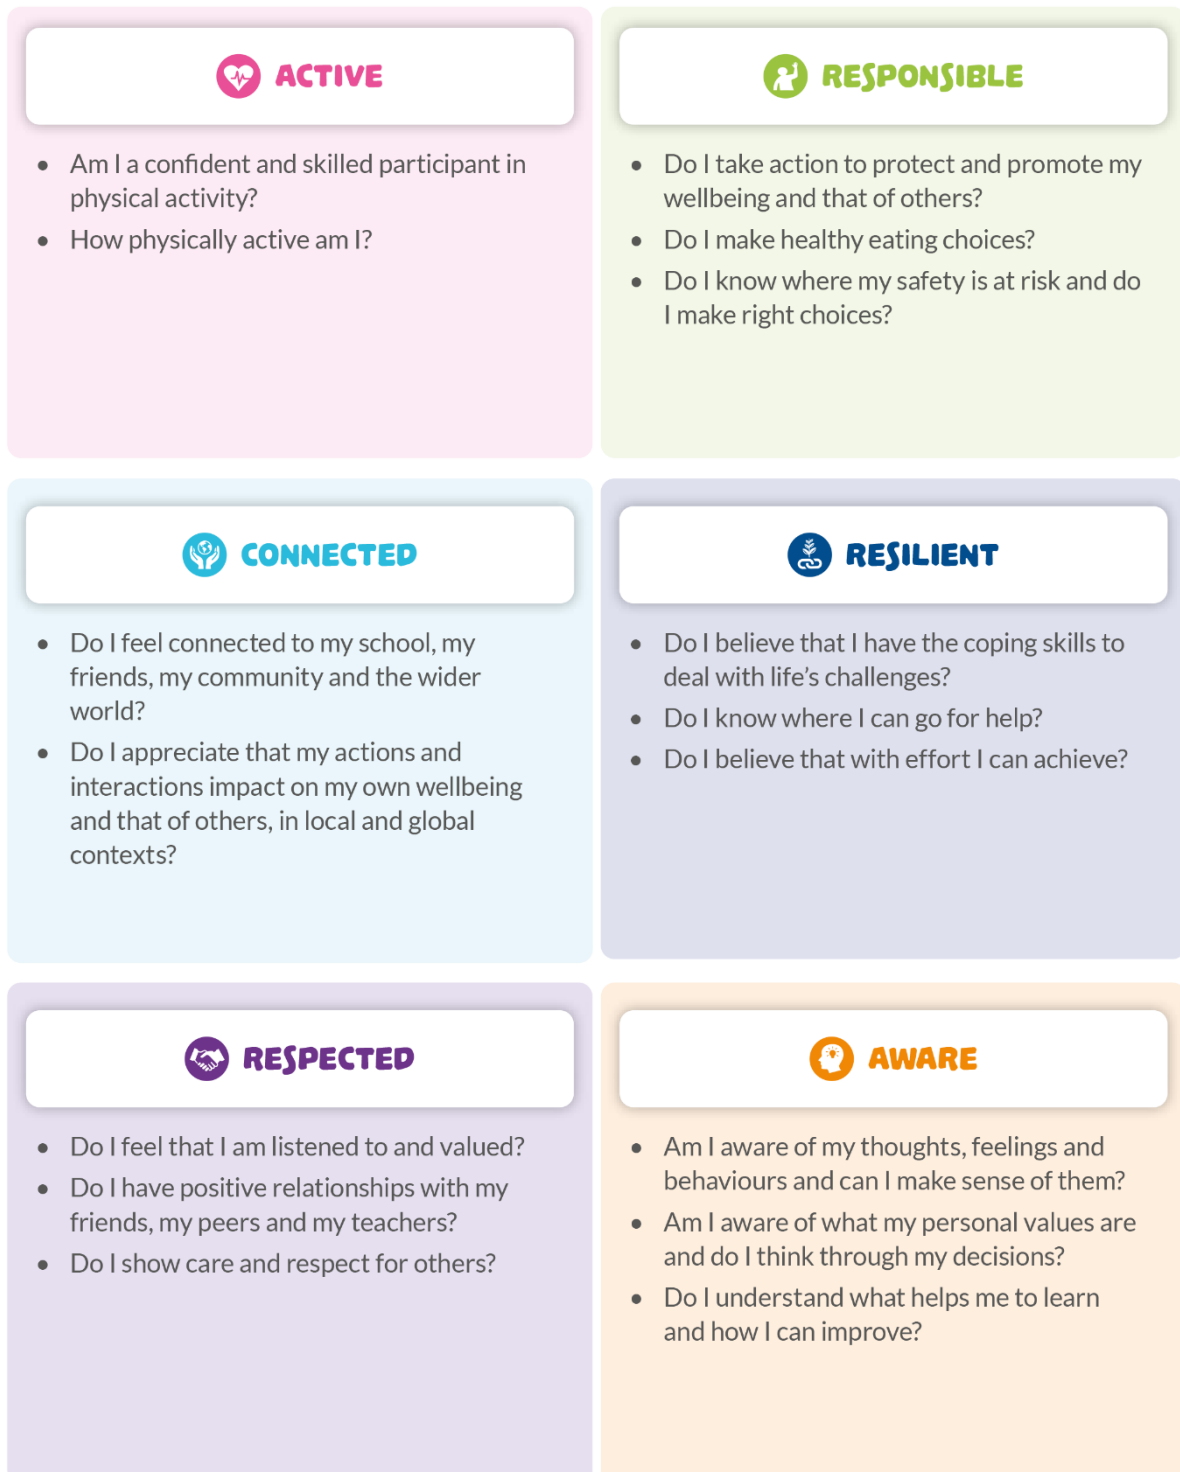 ACTIVE
• Am I a confident and skilled participant in
physical activity?
• How physically active am I?
RESPONSIBLE
• Do I take action to protect and promote my
wellbeing and that of others?
• Do I make healthy eating choices?
• Do I know where my safety is at risk and do
I make right choices?
CONNECTED
• Do I feel connected to my school, my
friends, my community and the wider
world?
• Do I appreciate that my actions and
interactions impact on my own wellbeing
and that of others, in local and global
contexts?
RESILIENT
• Do I believe that I have the coping skills to
deal with life’s challenges?
• Do I know where I can go for help?
• Do I believe that with effort I can achieve?
RESPECTED
• Do I feel that I am listened to and valued?
• Do I have positive relationships with my
friends, my peers and my teachers?
• Do I show care and respect for others?
AWARE
• Am I aware of my thoughts, feelings and
behaviours and can I make sense of them?
• Am I aware of what my personal values are
and do I think through my decisions?
• Do I understand what helps me to learn
and how I can improve?